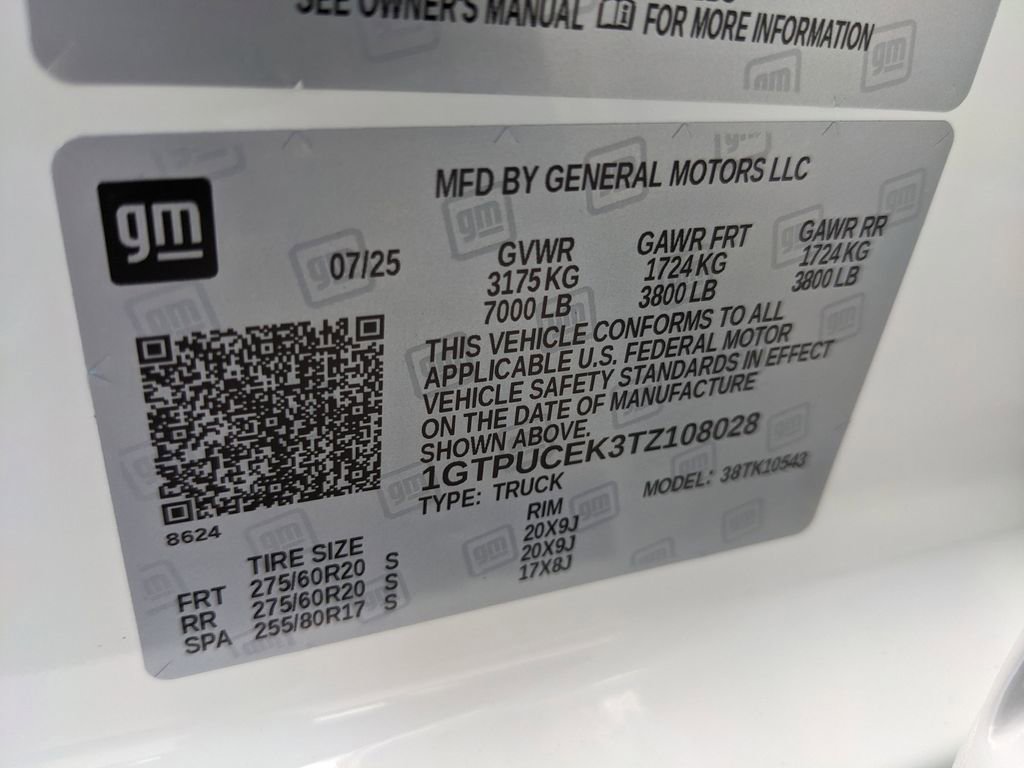 SEE OWNER'S MANUAL FOR MORE INFORMATION
gm
MFD BY GENERAL MOTORS LLC
07/25
GVWR
3175 KG
7000 LB
GAWR FRT
1724 KG
3800 LB
GAWR RR
1724 KG
3800 LB
THIS VEHICLE CONFORMS TO ALL
APPLICABLE U.S. FEDERAL MOTOR
VEHICLE SAFETY STANDARDS IN EFFECT
ON THE DATE OF MANUFACTURE
SHOWN ABOVE.
1GTPUCEK3TZ108028
TYPE: TRUCK
MODEL: 38TK10543
8624
TIRE SIZE RIM
FRT 275/60R20 S 20X9J
RR 275/60R20 S 20X9J
SPA 255/80R17 S 17X8J